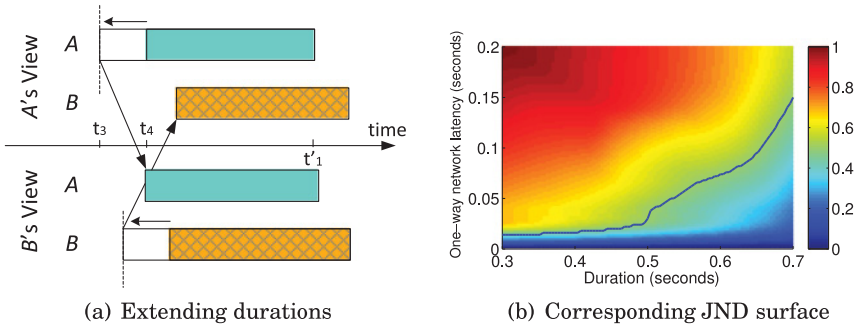 A's View
A
B
t3
t4
t'1
time
B's View
A
B
(a) Extending durations
One-way network latency (seconds)
0.2
0.15
0.1
0.05
0
0.3
0.4
0.5
0.6
0.7
Duration (seconds)
1
0.8
0.6
0.4
0.2
0
(b) Corresponding JND surface